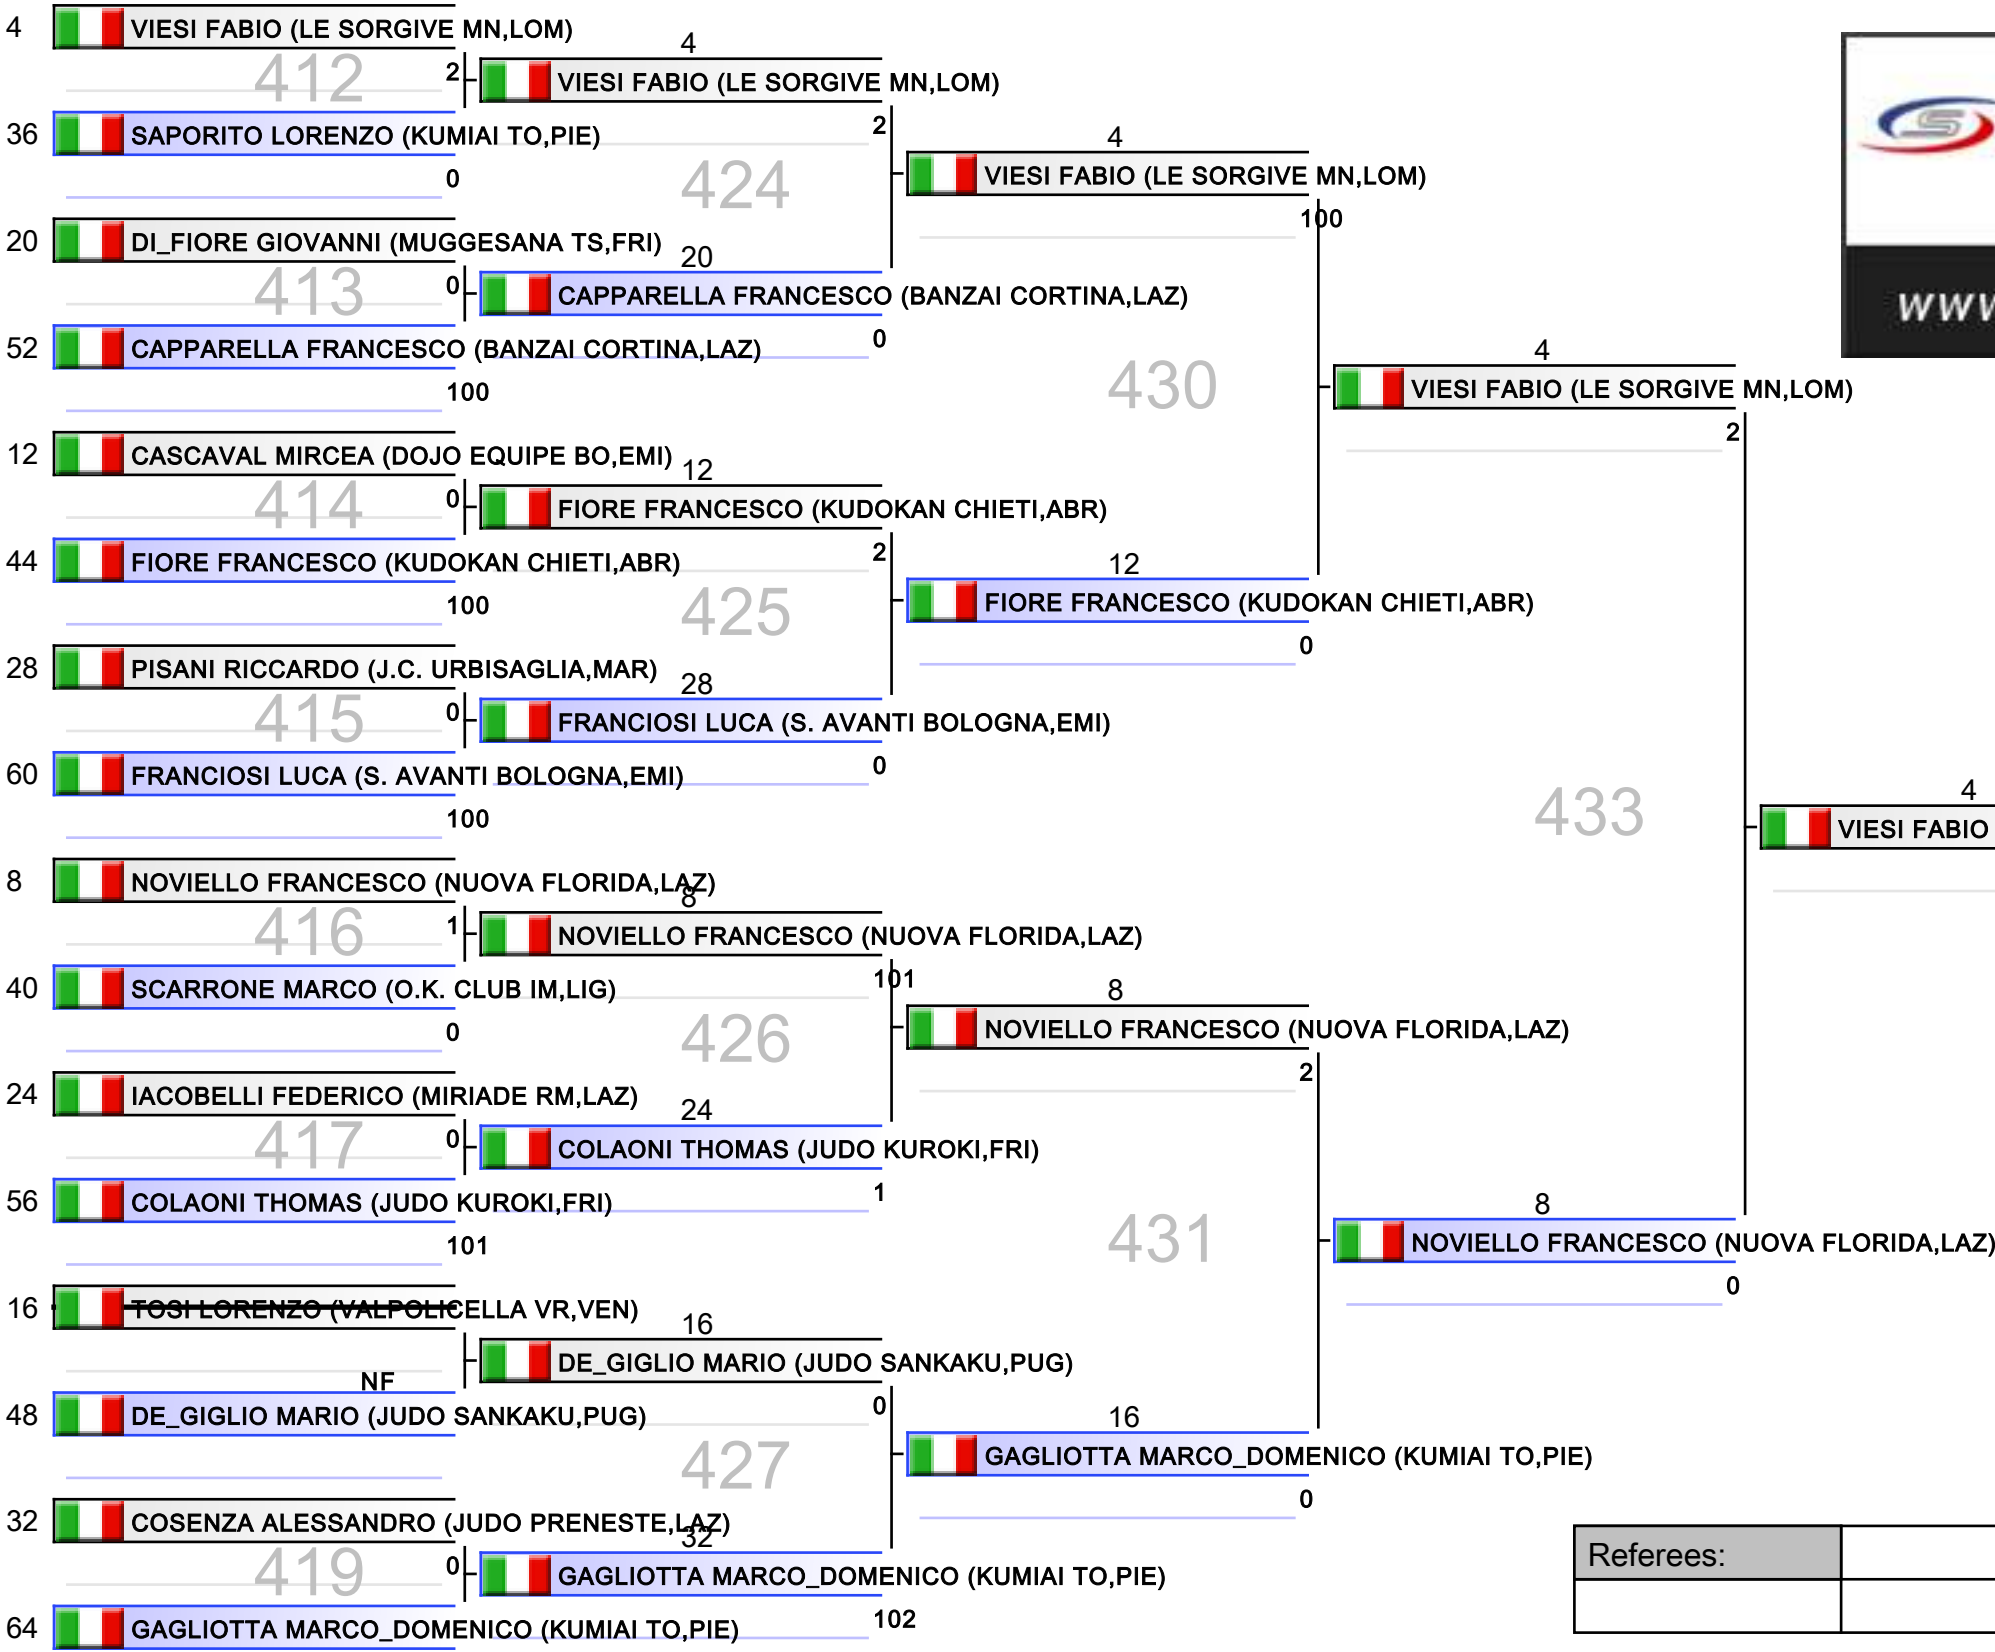 4 VIESI FABIO (LE SORGIVE MN,LOM)
412
2
36 SAPORITO LORENZO (KUMIAI TO,PIE)
0
20 DI_FIORE GIOVANNI (MUGGESANA TS,FRI)
413
0
52 CAPPARELLA FRANCESCO (BANZAI CORTINA,LAZ)
100
12 CASCAVAL MIRCEA (DOJO EQUIPE BO,EMI)
414
0
44 FIORE FRANCESCO (KUDOKAN CHIETI,ABR)
100
28 PISANI RICCARDO (J.C. URBISAGLIA,MAR)
415
0
60 FRANCIOSI LUCA (S. AVANTI BOLOGNA,EMI)
100
8 NOVIELLO FRANCESCO (NUOVA FLORIDA,LAZ)
416
1
40 SCARRONE MARCO (O.K. CLUB IM,LIG)
0
24 IACOBELLI FEDERICO (MIRIADE RM,LAZ)
417
0
56 COLAONI THOMAS (JUDO KUROKI,FRI)
101
16 TOSI LORENZO (VALPOLICELLA VR,VEN)
NF
48 DE_GIGLIO MARIO (JUDO SANKAKU,PUG)
32 COSENZA ALESSANDRO (JUDO PRENESTE,LAZ)
419
0
64 GAGLIOTTA MARCO_DOMENICO (KUMIAI TO,PIE)
4
VIESI FABIO (LE SORGIVE MN,LOM)
2
424
20
CAPPARELLA FRANCESCO (BANZAI CORTINA,LAZ)
0
12
FIORE FRANCESCO (KUDOKAN CHIETI,ABR)
2
425
28
FRANCIOSI LUCA (S. AVANTI BOLOGNA,EMI)
0
8
NOVIELLO FRANCESCO (NUOVA FLORIDA,LAZ)
101
426
24
COLAONI THOMAS (JUDO KUROKI,FRI)
1
16
DE_GIGLIO MARIO (JUDO SANKAKU,PUG)
0
427
32
GAGLIOTTA MARCO_DOMENICO (KUMIAI TO,PIE)
102
4
VIESI FABIO (LE SORGIVE MN,LOM)
100
430
12
FIORE FRANCESCO (KUDOKAN CHIETI,ABR)
0
8
NOVIELLO FRANCESCO (NUOVA FLORIDA,LAZ)
2
431
16
GAGLIOTTA MARCO_DOMENICO (KUMIAI TO,PIE)
0
4
VIESI FABIO (LE SORGIVE MN,LOM)
2
433
8
NOVIELLO FRANCESCO (NUOVA FLORIDA,LAZ)
0
4
VIESI FABIO
S
www
Referees: